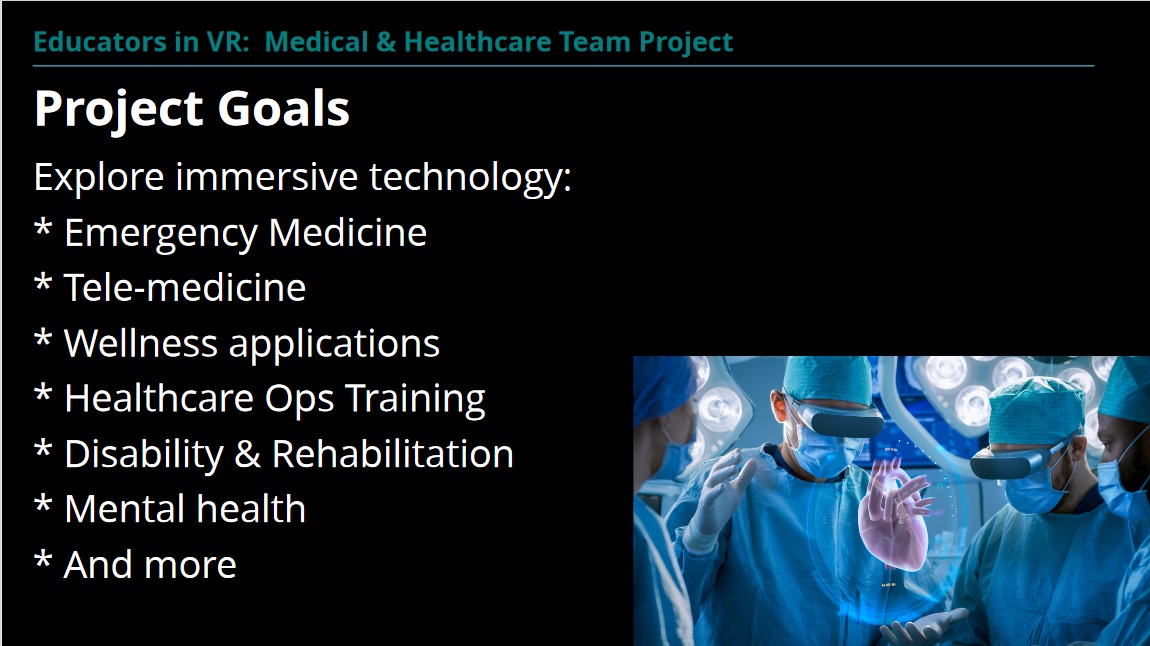 Educators in VR:  Medical & Healthcare Team Project
Project Goals
Explore immersive technology:
* Emergency Medicine
* Tele-medicine
* Wellness applications
* Healthcare Ops Training
* Disability & Rehabilitation
* Mental health
* And more